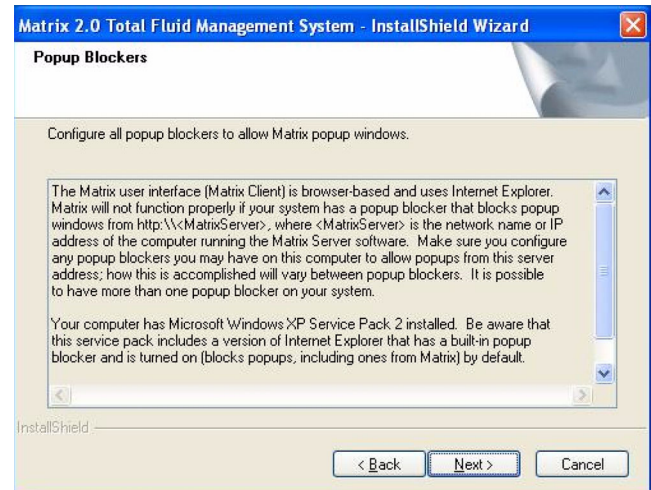 Matrix 2.0 Total Fluid Management System - InstallShield Wizard
Popup Blockers
Configure all popup blockers to allow Matrix popup windows.
The Matrix user interface (Matrix Client) is browser-based and uses Internet Explorer.
Matrix will not function properly if your system has a popup blocker that blocks popup
windows from http:\\<MatrixServer>, where <MatrixServer> is the network name or IP
address of the computer running the Matrix Server software.  Make sure you configure
any popup blockers you may have on this computer to allow popups from this server
address; how this is accomplished will vary between popup blockers.  It is possible
to have more than one popup blocker on your system.
Your computer has Microsoft Windows XP Service Pack 2 installed.  Be aware that
this service pack includes a version of Internet Explorer that has a built-in popup
blocker and is turned on (blocks popups, including ones from Matrix) by default.
InstallShield
< Back
Next >
Cancel